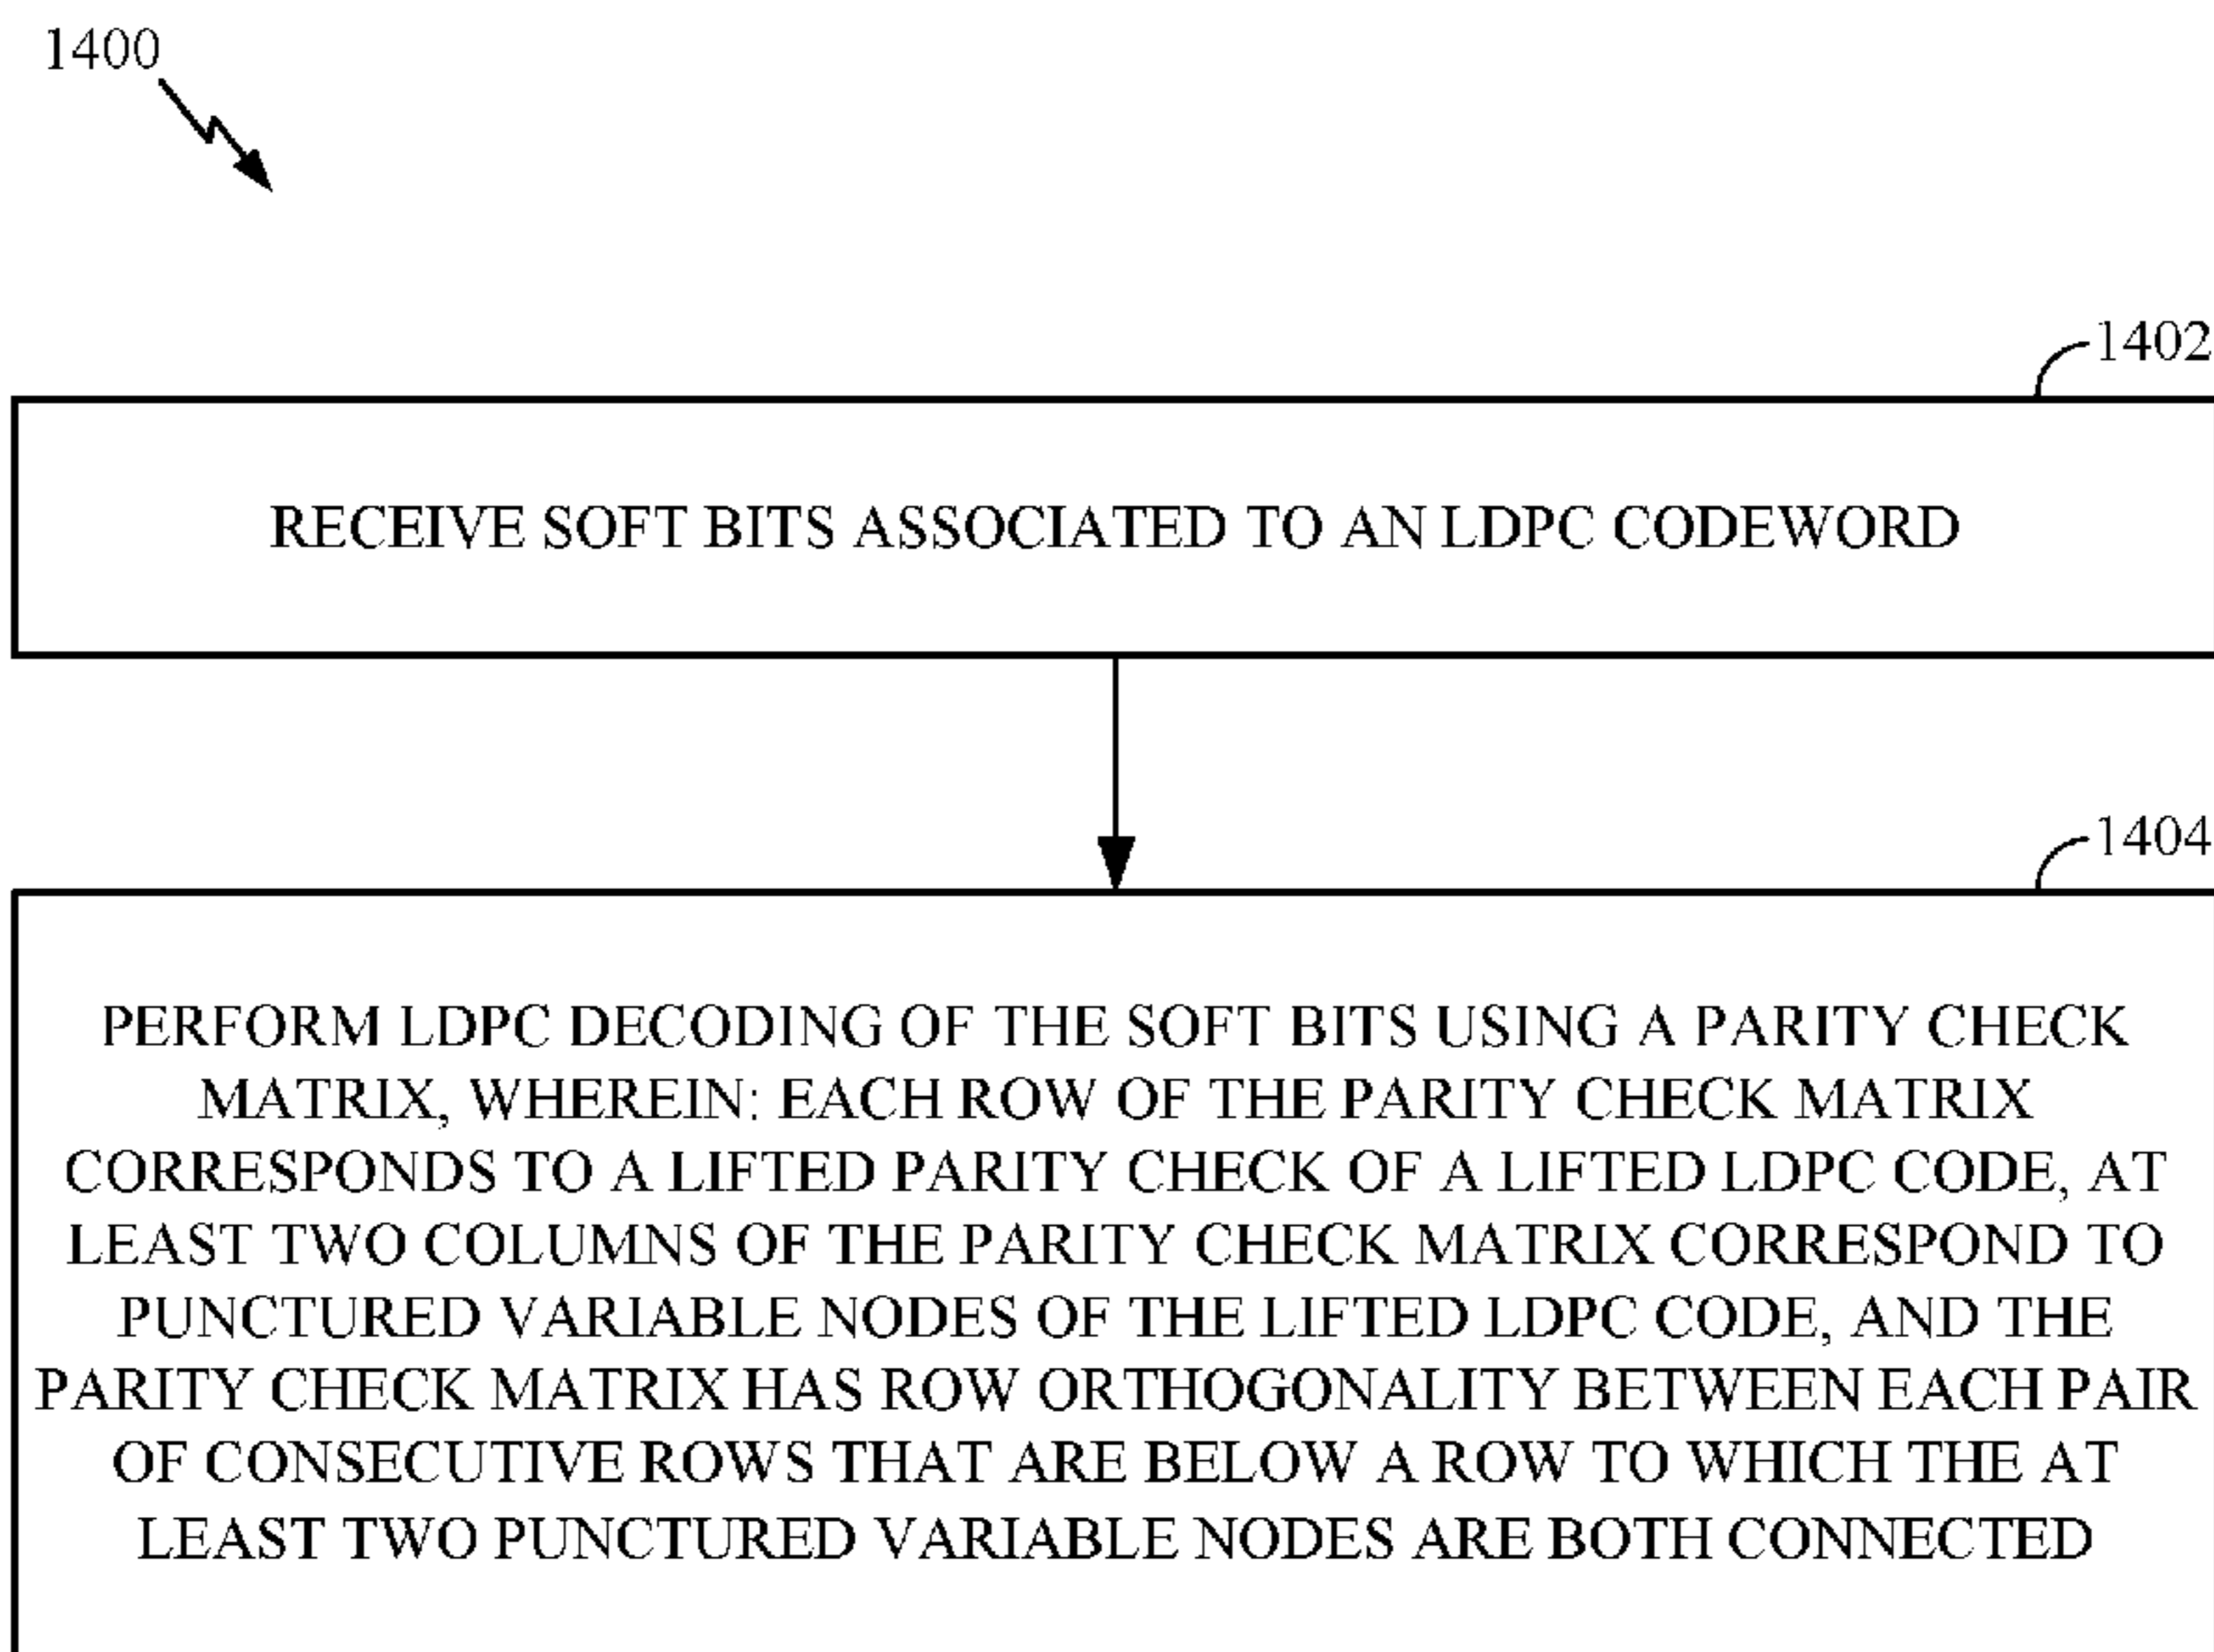 1400
1402
RECEIVE SOFT BITS ASSOCIATED TO AN LDPC CODEWORD
1404
PERFORM LDPC DECODING OF THE SOFT BITS USING A PARITY CHECK
MATRIX, WHEREIN: EACH ROW OF THE PARITY CHECK MATRIX
CORRESPONDS TO A LIFTED PARITY CHECK OF A LIFTED LDPC CODE, AT
LEAST TWO COLUMNS OF THE PARITY CHECK MATRIX CORRESPOND TO
PUNCTURED VARIABLE NODES OF THE LIFTED LDPC CODE, AND THE
PARITY CHECK MATRIX HAS ROW ORTHOGONALITY BETWEEN EACH PAIR
OF CONSECUTIVE ROWS THAT ARE BELOW A ROW TO WHICH THE AT
LEAST TWO PUNCTURED VARIABLE NODES ARE BOTH CONNECTED